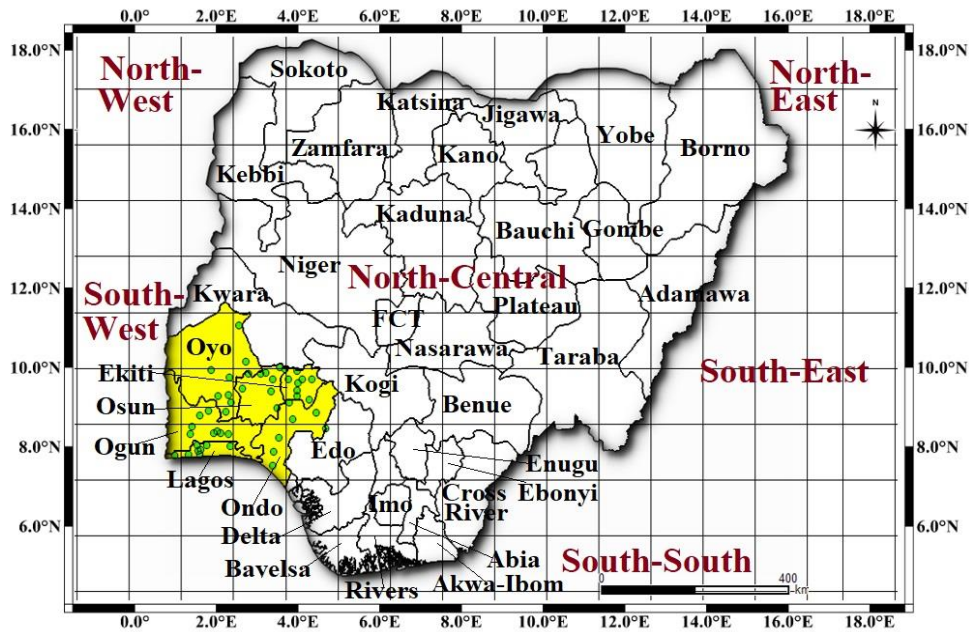 0.0° 2.0°E 4.0°E 6.0°E 8.0°E 10.0°E 12.0°E 14.0°E 16.0°E 18.0°E
18.0°N 18.0°N
North-
West
Sokoto
North-
East
Katsina
Jigawa
N
16.0°N 16.0°N
Yobe
Zamfara
Kano
Borno
Kebbi
14.0°N 14.0°N
Kaduna
Bauchi
Gombe
Niger
North-Central
South-
West
Kwara
12.0°N 12.0°N
Plateau
Adamawa
FCT
Oyo
Nasarawa
Taraba
10.0°N 10.0°N
Ekiti
Kogi
South-East
Osun
Benue
Ogun
8.0°N 8.0°N
Edo
Enugu
Lagos
Cross
River
Ebonyi
Ondo
Imo
6.0°N 6.0°N
Delta
Abia
South-South
Bavelsa
Akwa-Ibom
Rivers
0 400
km
0.0° 2.0°E 4.0°E 6.0°E 8.0°E 10.0°E 12.0°E 14.0°E 16.0°E 18.0°E